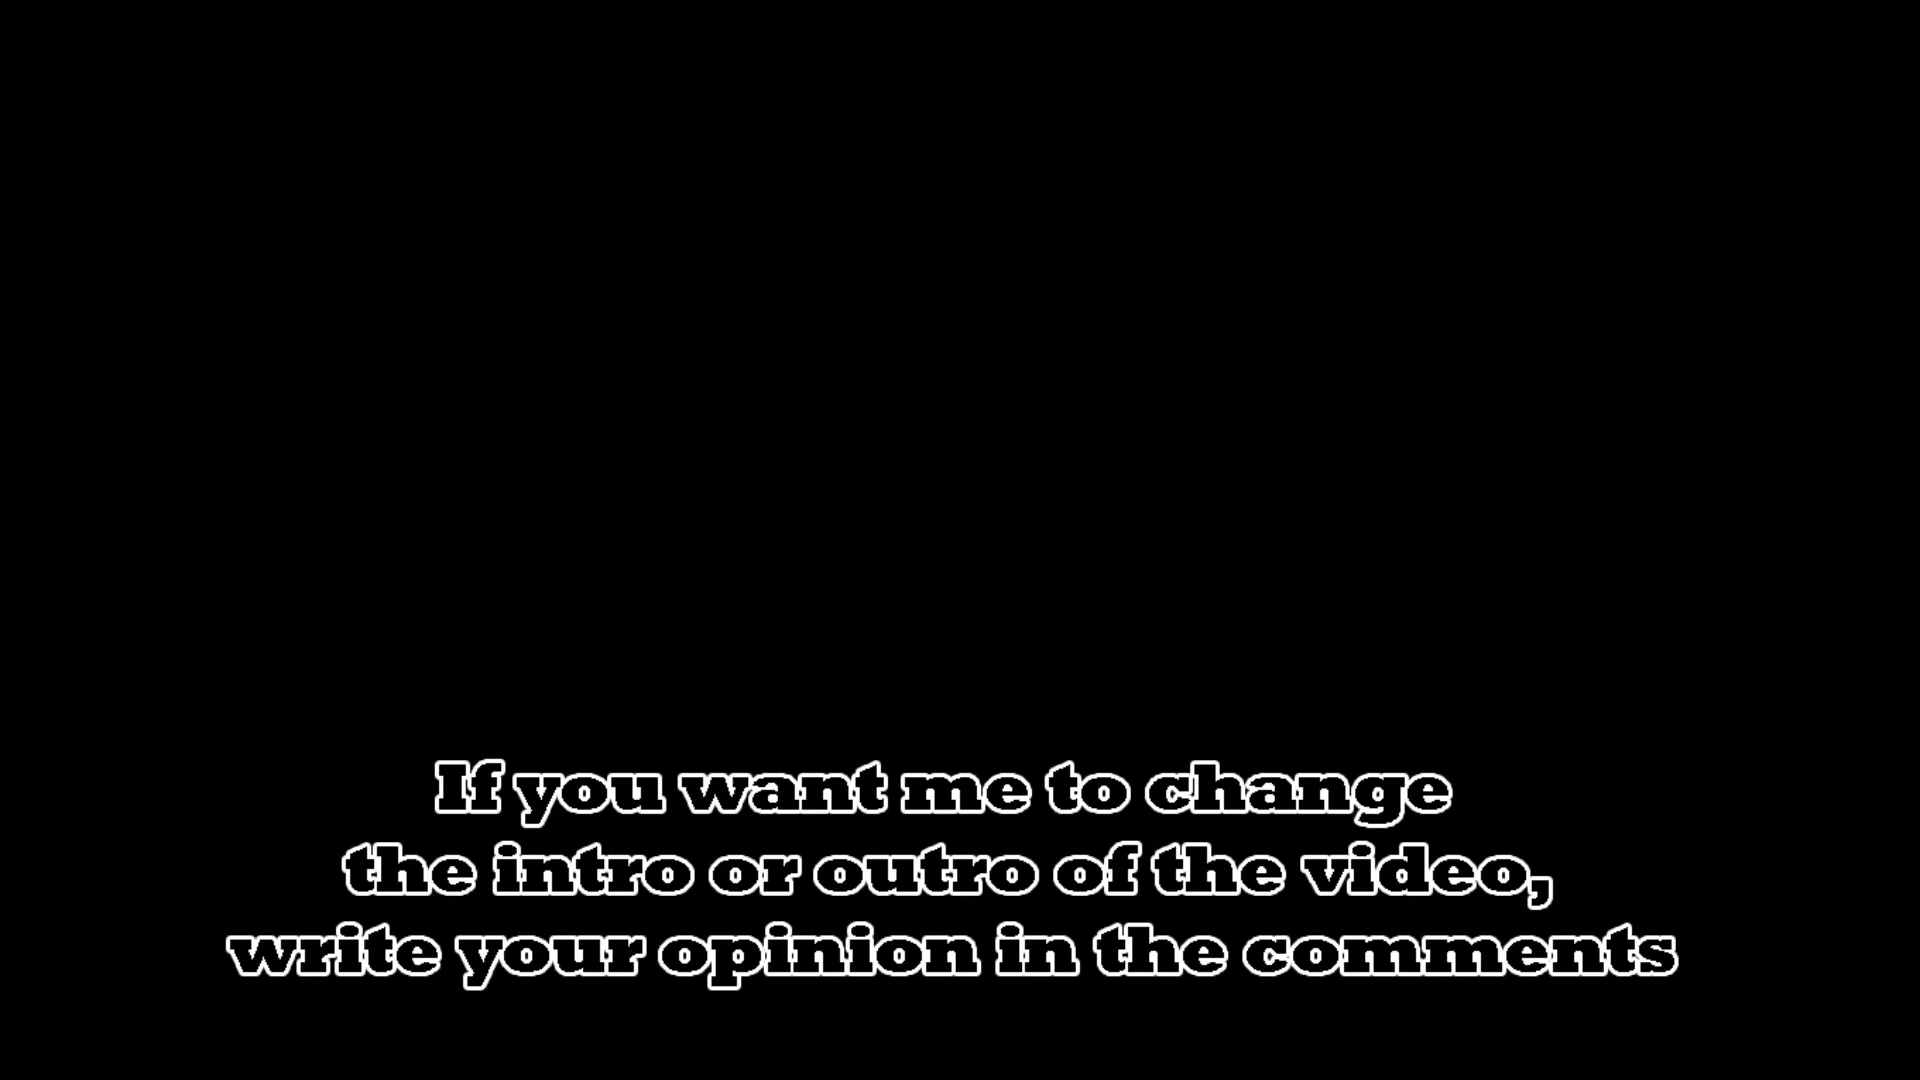 If you want me to change
the intro or outro of the video,
write your opinion in the comments